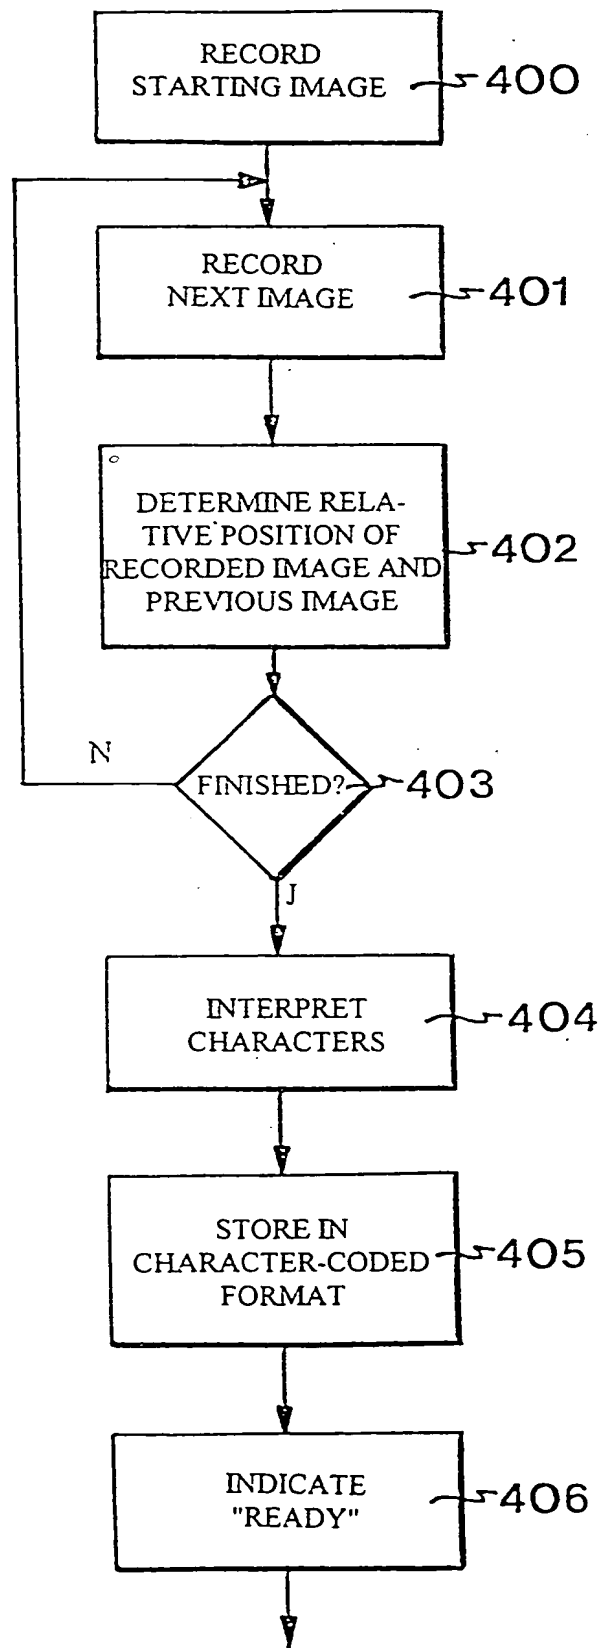 RECORD
STARTING IMAGE 400
RECORD
NEXT IMAGE 401
DETERMINE RELA-
TIVE POSITION OF
RECORDED IMAGE AND
PREVIOUS IMAGE
402
N
FINISHED? 403
J
INTERPRET
CHARACTERS
404
STORE IN
CHARACTER-CODED
FORMAT
405
INDICATE
"READY"
406